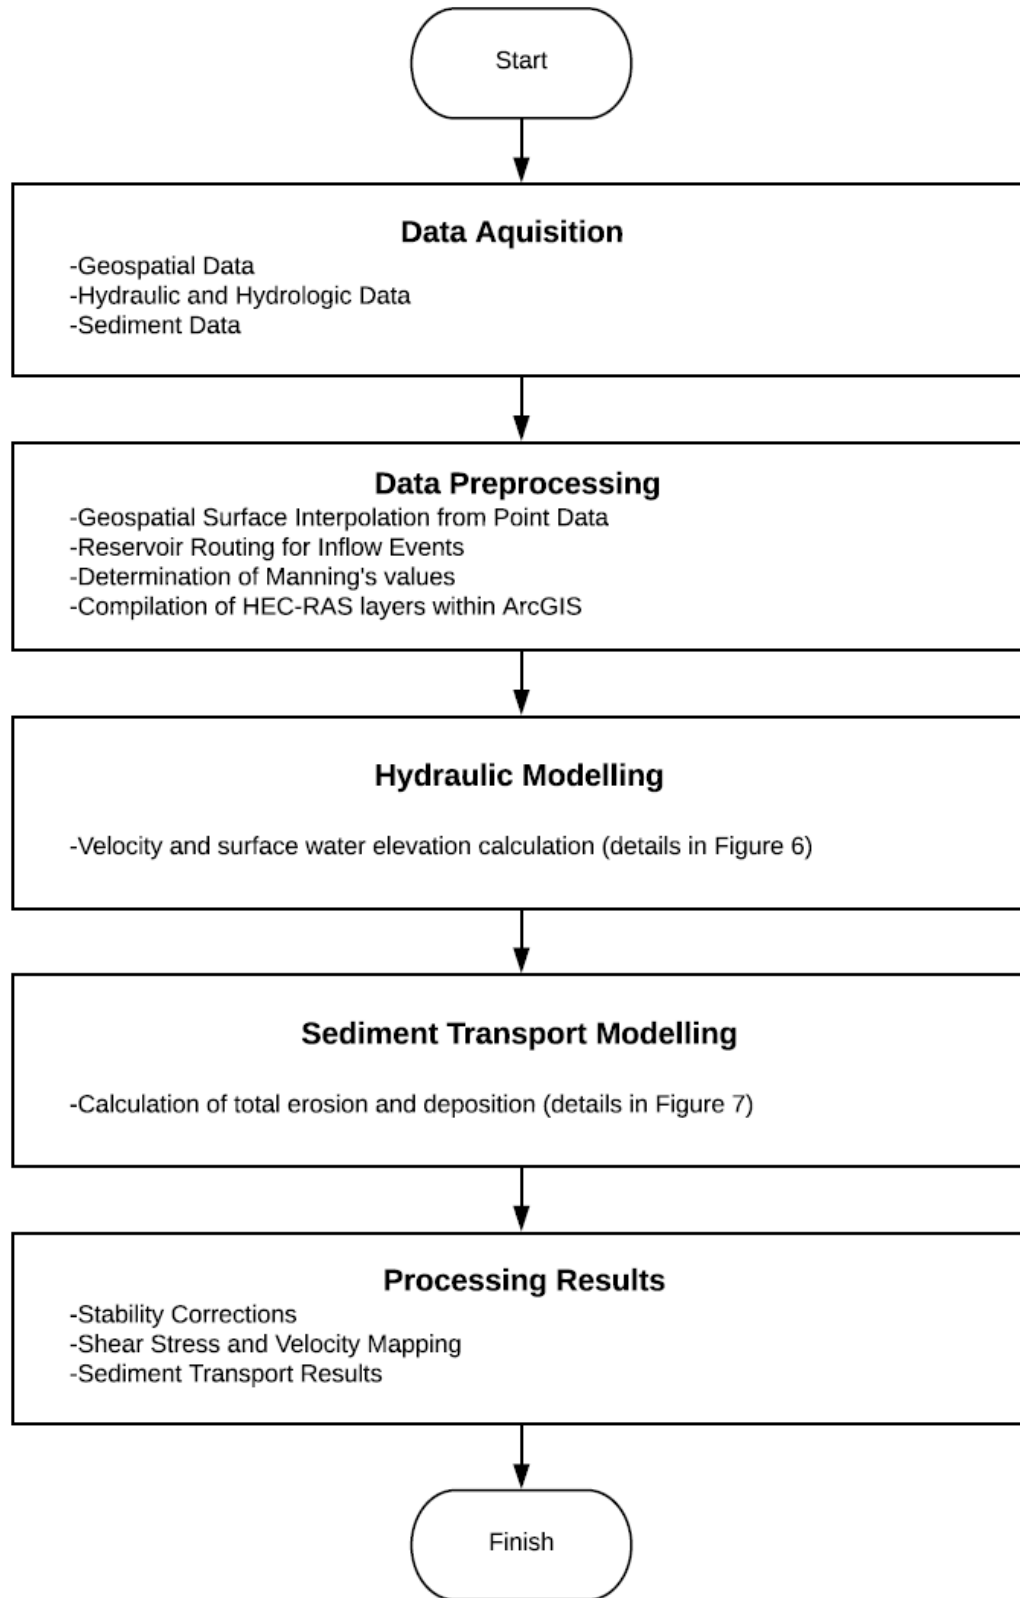 Start
Data Aquisition
-Geospatial Data
-Hydraulic and Hydrologic Data
-Sediment Data
Data Preprocessing
-Geospatial Surface Interpolation from Point Data
-Reservoir Routing for Inflow Events
-Determination of Manning's values
-Compilation of HEC-RAS layers within ArcGIS
Hydraulic Modelling
-Velocity and surface water elevation calculation (details in Figure 6)
Sediment Transport Modelling
-Calculation of total erosion and deposition (details in Figure 7)
Processing Results
-Stability Corrections
-Shear Stress and Velocity Mapping
-Sediment Transport Results
Finish